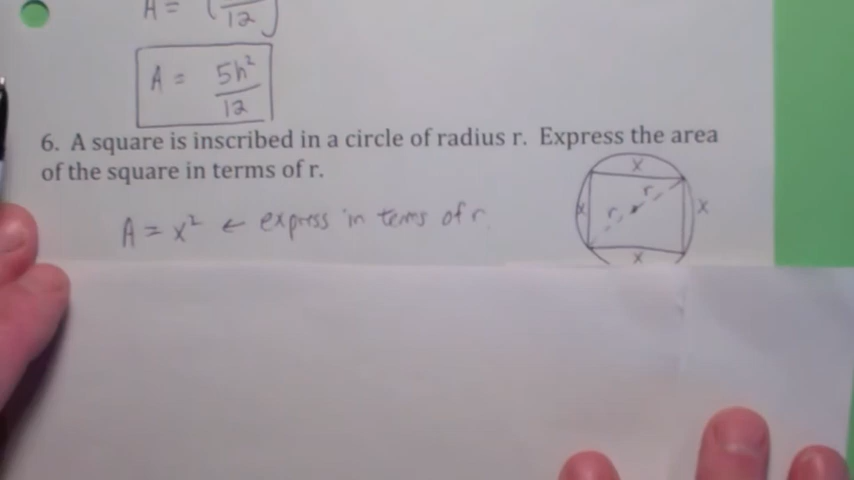 A = (—/12)
A = 5h²/12
6. A square is inscribed in a circle of radius r. Express the area
of the square in terms of r.
x
r
A = x² ← express in terms of r.
x r x
x